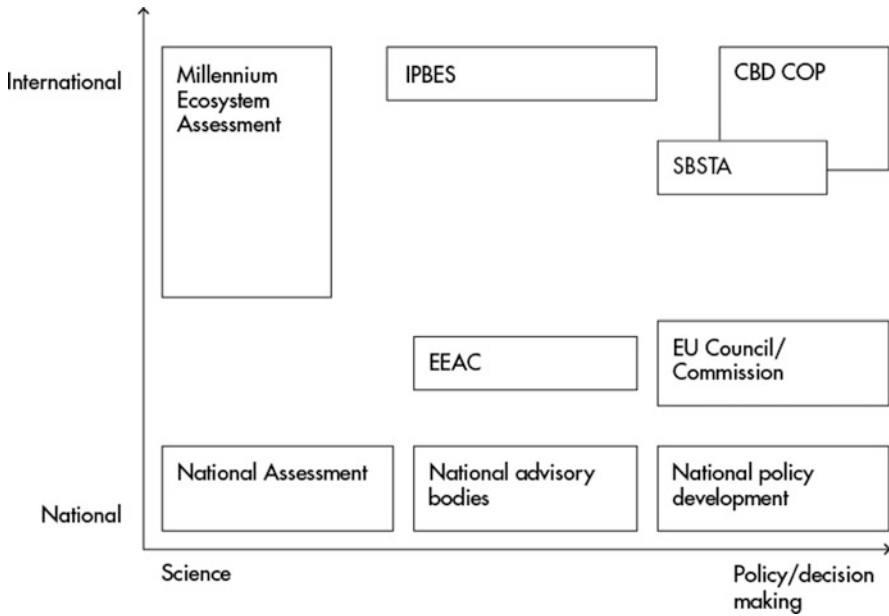 International
Millennium
Ecosystem
Assessment
IPBES
CBD COP
SBSTA
EEAC
EU Council/
Commission
National Assessment
National advisory
bodies
National policy
development
National
Science
Policy/decision
making